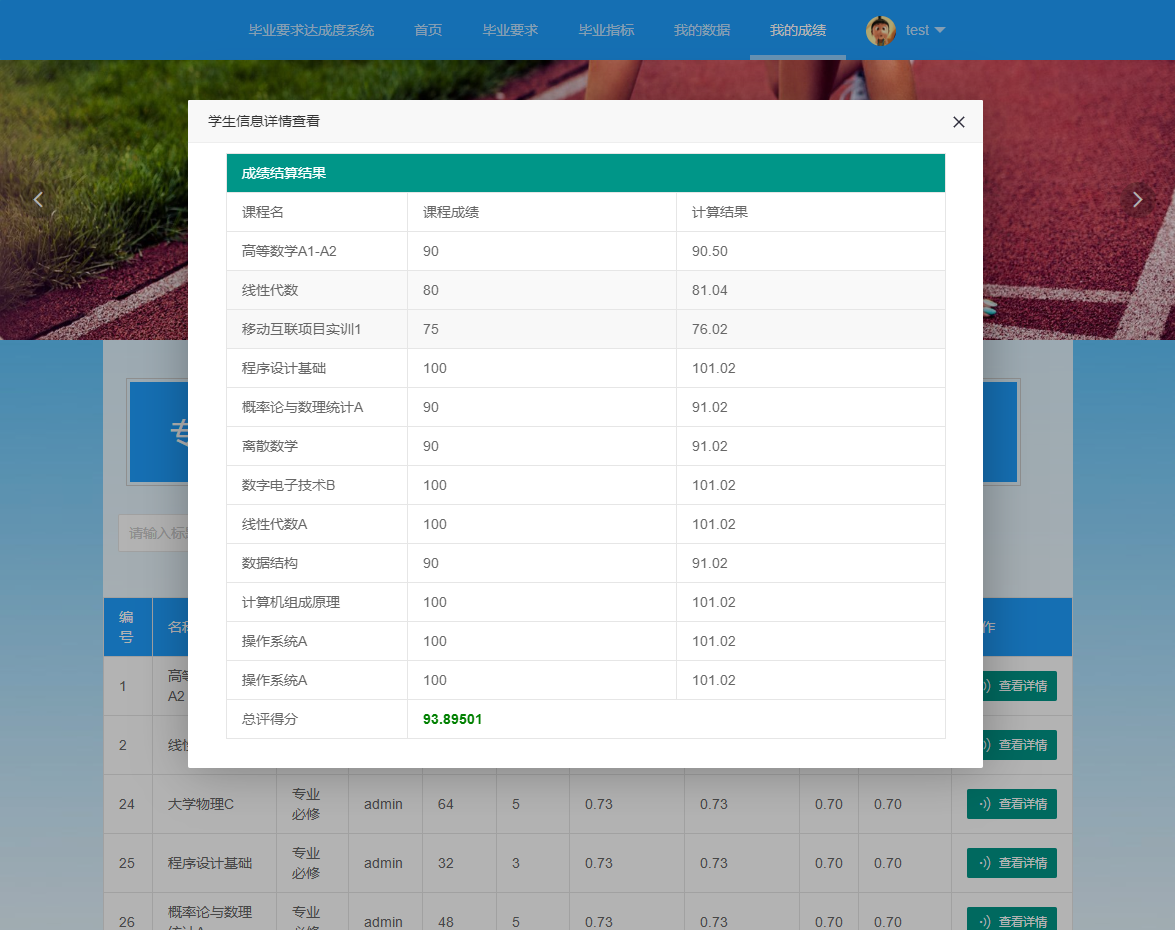 毕业要求达成度系统 首页 毕业要求 毕业指标 我的数据 我的成绩 test
学生信息详情查看
成绩结算结果
课程名 课程成绩 计算结果
高等数学A1-A2 90 90.50
线性代数 80 81.04
移动互联项目实训1 75 76.02
程序设计基础 100 101.02
概率论与数理统计A 90 91.02
离散数学 90 91.02
数字电子技术B 100 101.02
线性代数A 100 101.02
数据结构 90 91.02
计算机组成原理 100 101.02
操作系统A 100 101.02
操作系统A 100 101.02
总评得分 93.89501
请输入标
编号
1 高等 A2 查看详情
2 线性 查看详情
24 大学物理C 专业必修 admin 64 5 0.73 0.73 0.70 0.70 查看详情
25 程序设计基础 专业必修 admin 32 3 0.73 0.73 0.70 0.70 查看详情
26 概率论与数理统计A 专业必修 admin 48 5 0.73 0.73 0.70 0.70 查看详情